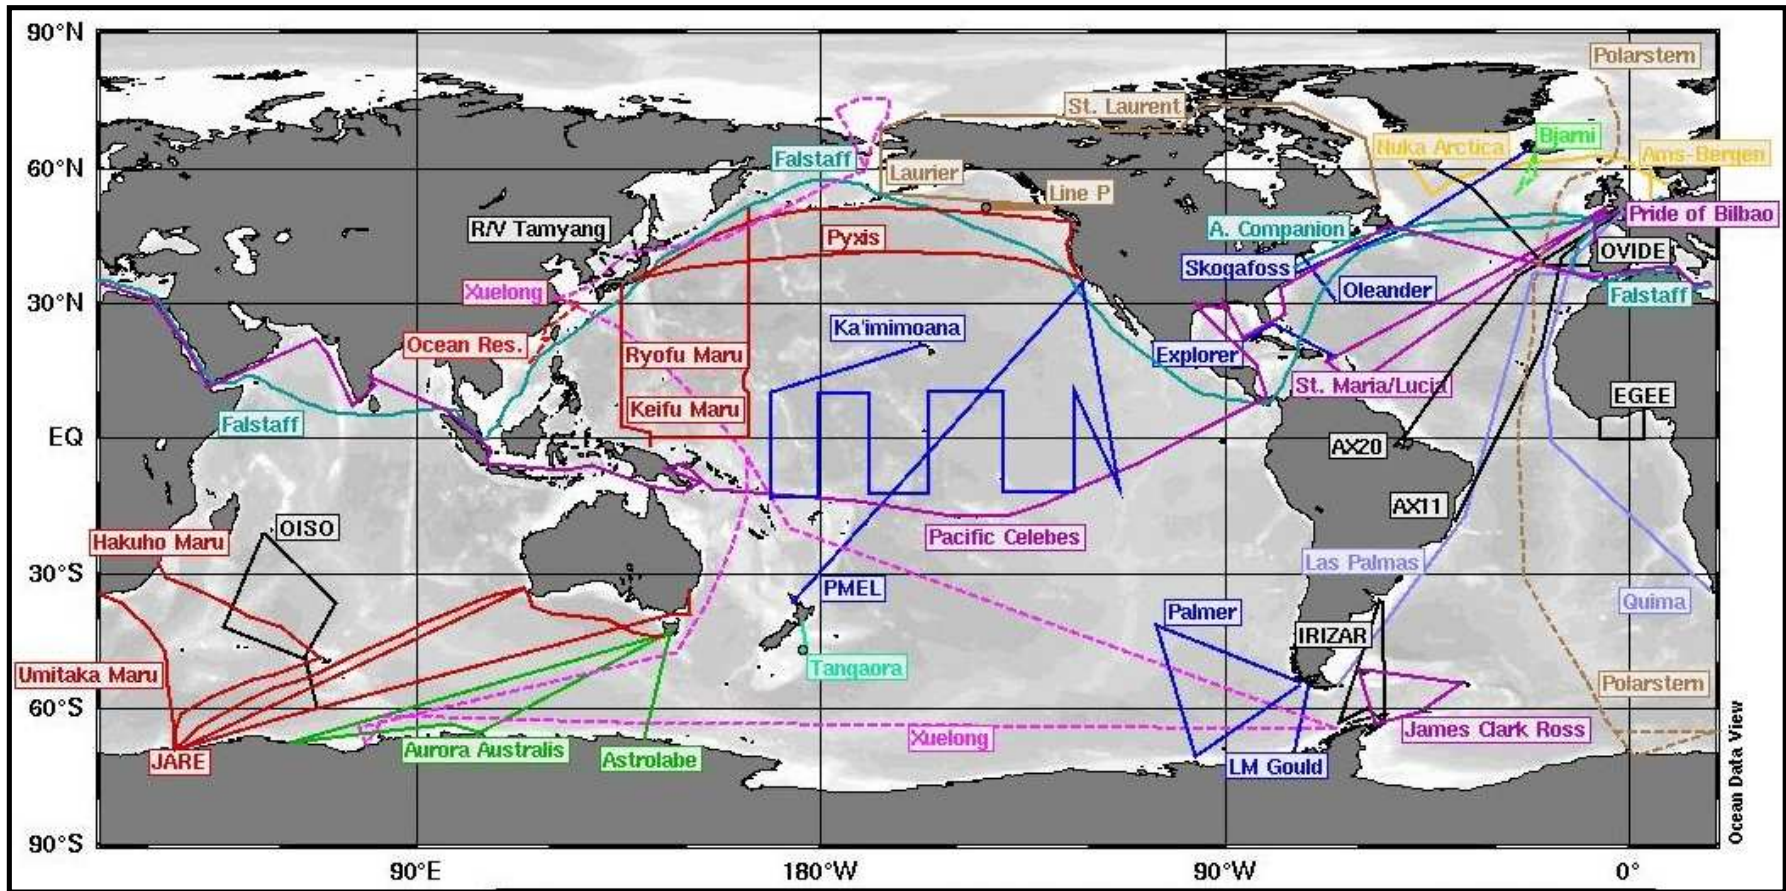 90°N
Polarstern
St. Laurent
Nuka Arctica
Bjarni
Ams-Bergen
60°N
Falstaff
Laurier
Line P
R/V Tamyang
Pyxis
A. Companion
Pride of Bilbao
OVIDE
Skogafoss
Oleander
Falstaff
Xuelong
30°N
Ka'imimoana
Ocean Res.
Ryofu Maru
Explorer
St. Maria/Lucia
Keifu Maru
EGEE
Falstaff
EQ
AX20
AX11
OISO
Hakuho Maru
Pacific Celebes
Las Palmas
30°S
PMEL
Palmer
Quima
IRIZAR
Umitaka Maru
Tangaora
Polarstern
60°S
Xuelong
James Clark Ross
JARE
Aurora Australis
Astrolabe
LM Gould
Ocean Data View
90°S
90°E
180°W
90°W
0°